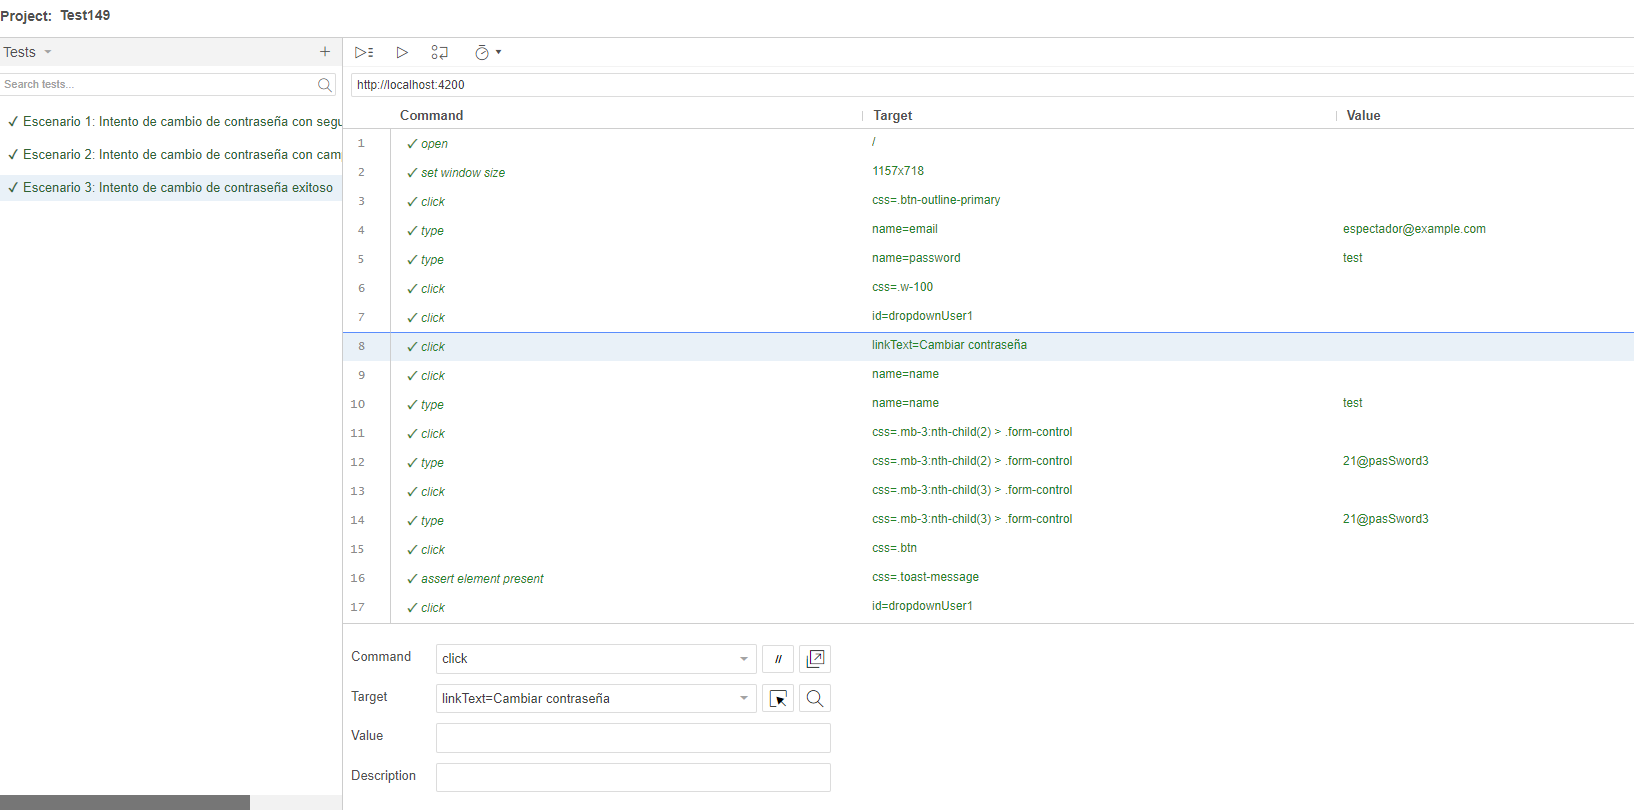 Project: Test149
Tests
Search tests...
✓ Escenario 1: Intento de cambio de contraseña con segu
✓ Escenario 2: Intento de cambio de contraseña con cam
✓ Escenario 3: Intento de cambio de contraseña exitoso
http://localhost:4200
Command Target Value
1 ✓ open /
2 ✓ set window size 1157x718
3 ✓ click css=.btn-outline-primary
4 ✓ type name=email espectador@example.com
5 ✓ type name=password test
6 ✓ click css=.w-100
7 ✓ click id=dropdownUser1
8 ✓ click linkText=Cambiar contraseña
9 ✓ click name=name
10 ✓ type name=name test
11 ✓ click css=.mb-3:nth-child(2) > .form-control
12 ✓ type css=.mb-3:nth-child(2) > .form-control 21@pasSword3
13 ✓ click css=.mb-3:nth-child(3) > .form-control
14 ✓ type css=.mb-3:nth-child(3) > .form-control 21@pasSword3
15 ✓ click css=.btn
16 ✓ assert element present css=.toast-message
17 ✓ click id=dropdownUser1
Command click //
Target linkText=Cambiar contraseña
Value
Description